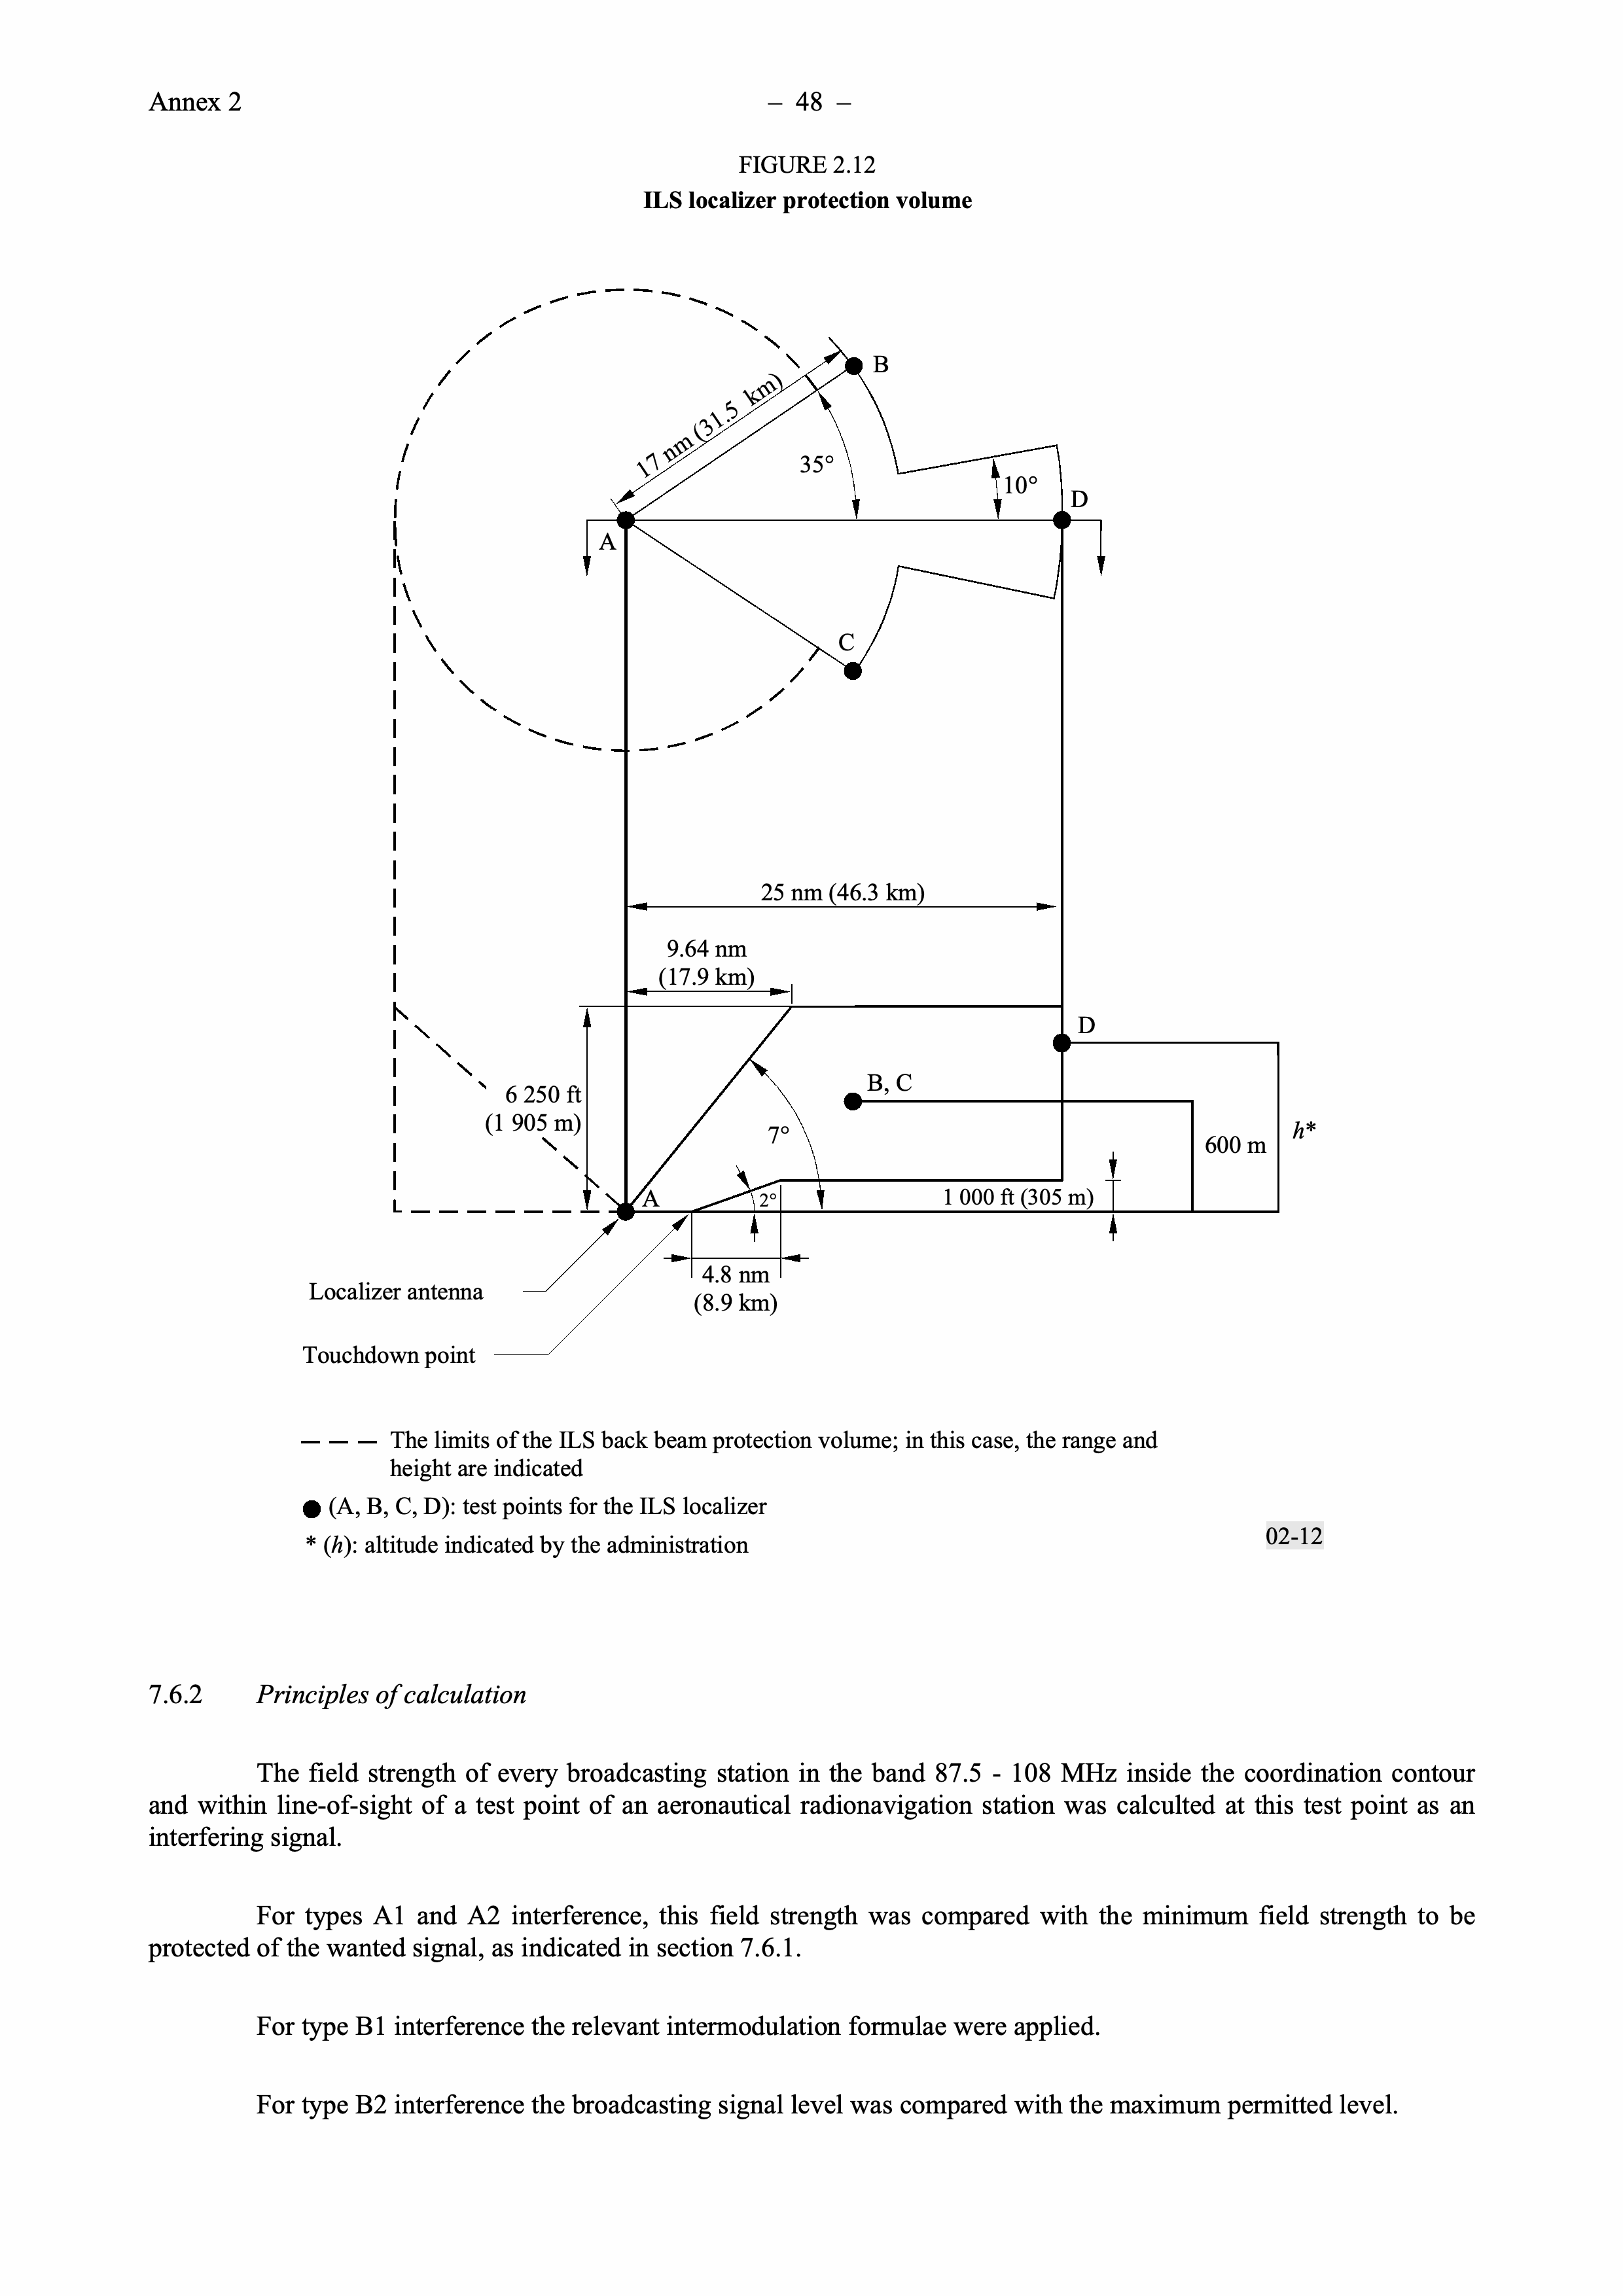 Annex 2
– 48 –
FIGURE 2.12
ILS localizer protection volume
B
17 nm (31.5 km)
35°
10°
D
A
C
25 nm (46.3 km)
9.64 nm
(17.9 km)
D
B, C
6 250 ft
(1 905 m)
7°
600 m
h*
A
2°
1 000 ft (305 m)
4.8 nm
(8.9 km)
Localizer antenna
Touchdown point
The limits of the ILS back beam protection volume; in this case, the range and
height are indicated
(A, B, C, D): test points for the ILS localizer
* (h): altitude indicated by the administration
02-12
7.6.2 Principles of calculation
The field strength of every broadcasting station in the band 87.5 - 108 MHz inside the coordination contour
and within line-of-sight of a test point of an aeronautical radionavigation station was calculted at this test point as an
interfering signal.
For types A1 and A2 interference, this field strength was compared with the minimum field strength to be
protected of the wanted signal, as indicated in section 7.6.1.
For type B1 interference the relevant intermodulation formulae were applied.
For type B2 interference the broadcasting signal level was compared with the maximum permitted level.